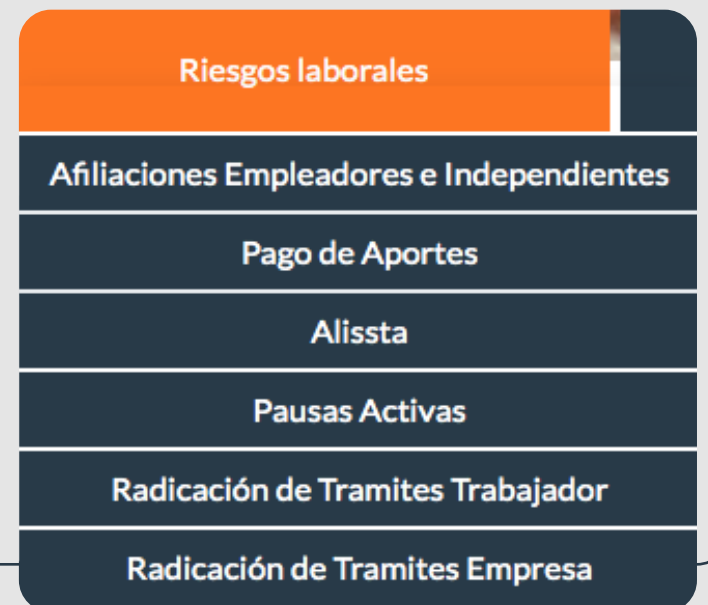 Riesgos laborales
Afiliaciones Empleadores e Independientes
Pago de Aportes
Alissta
Pausas Activas
Radicación de Tramites Trabajador
Radicación de Tramites Empresa